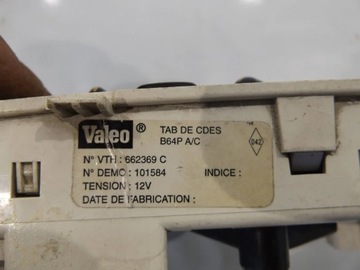 Valeo ® TAB DE CDES
B64P A/C
042
N° VTH : 662369 C
N° DEMO : 101584 INDICE :
TENSION : 12V
DATE DE FABRICATION :